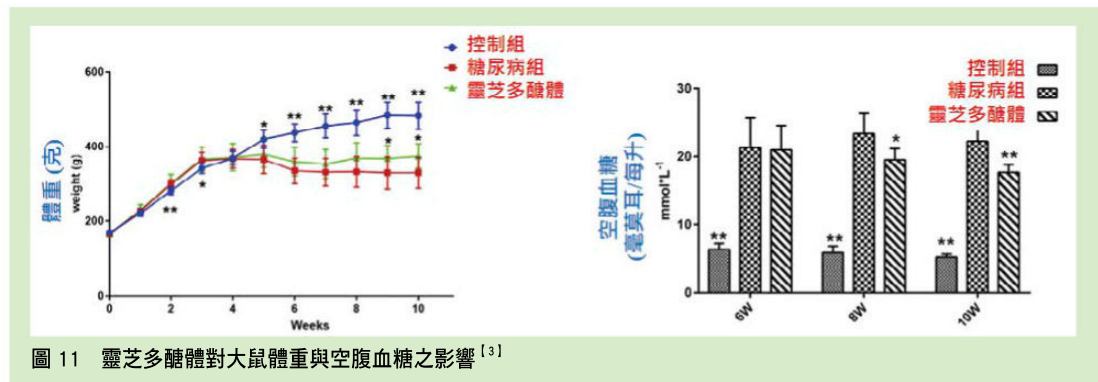 控制組
糖尿病組
靈芝多醣體
體重 (克)
weight (g)
600
400
200
0
** * * ** ** ** ** **
* *
0 2 4 6 8 10
Weeks
控制組
糖尿病組
靈芝多醣體
空腹血糖
(毫莫耳/每升)
mmol*L-1
30
20
10
0
** ** * ** **
6W 8W 10W
圖 11 靈芝多醣體對大鼠體重與空腹血糖之影響【3】